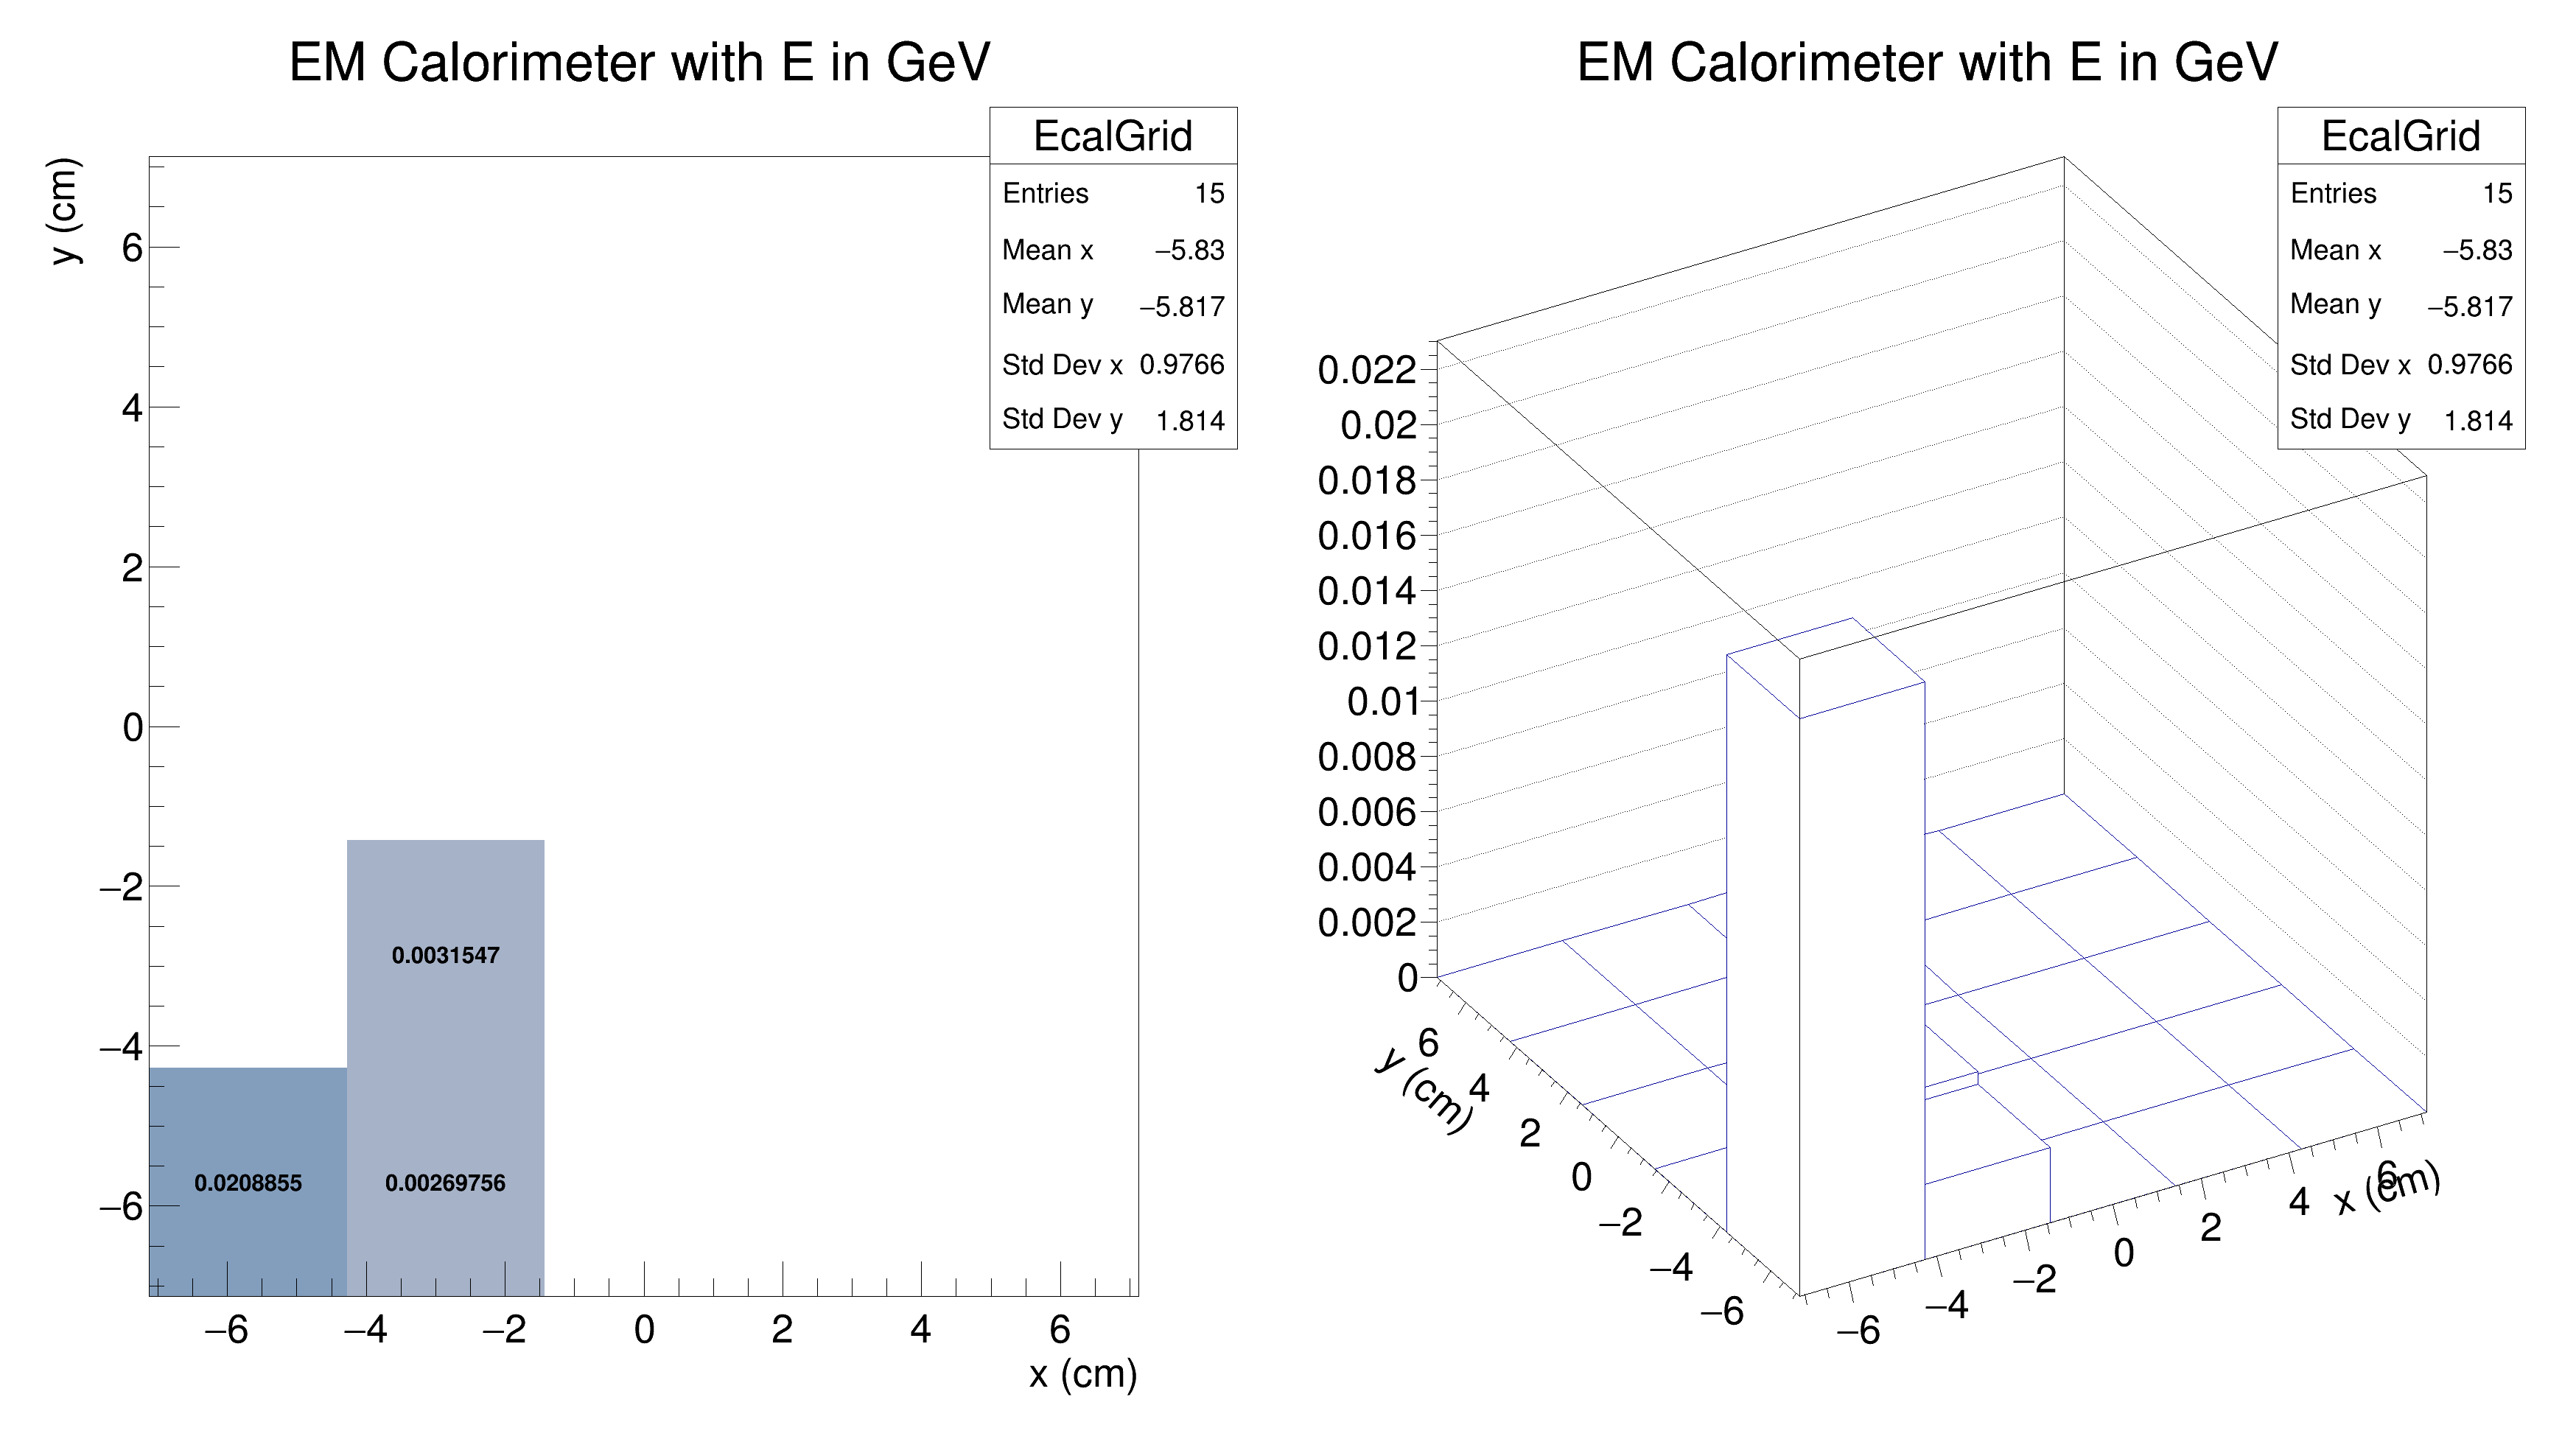 EM Calorimeter with E in GeV
EcalGrid
Entries 15
Mean x −5.83
Mean y −5.817
Std Dev x 0.9766
Std Dev y 1.814
y (cm)
6
4
2
0
−2
−4
−6
0.0031547
0.0208855
0.00269756
−6 −4 −2 0 2 4 6
x (cm)
EM Calorimeter with E in GeV
EcalGrid
Entries 15
Mean x −5.83
Mean y −5.817
Std Dev x 0.9766
Std Dev y 1.814
0.022
0.02
0.018
0.016
0.014
0.012
0.01
0.008
0.006
0.004
0.002
0
y (cm)
6
4
2
0
−2
−4
−6
−6
−4
−2
0
2
4
6
x (cm)